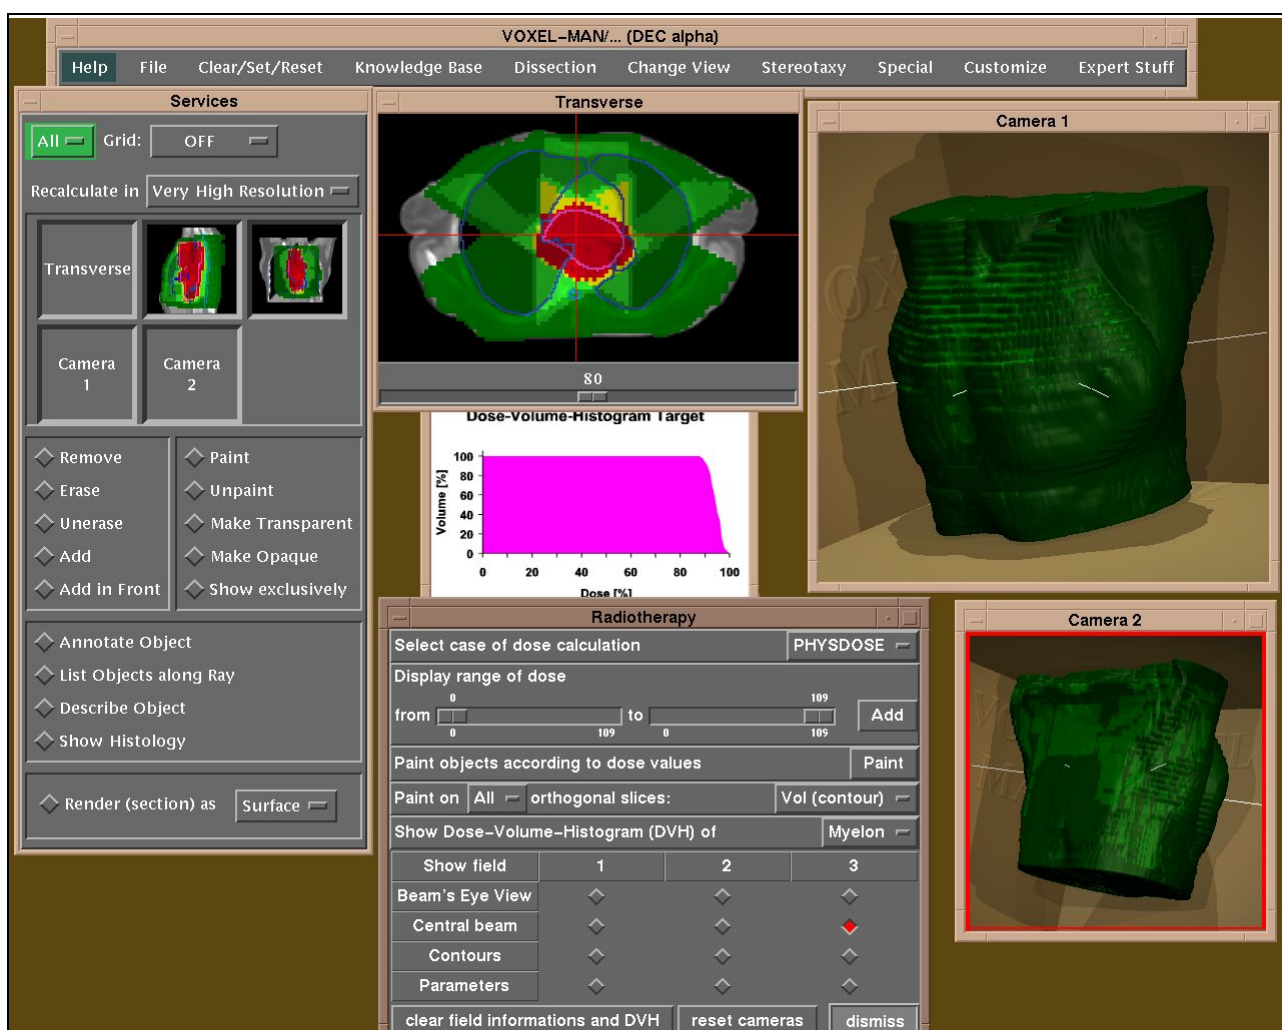 VOXEL-MAN/... (DEC alpha)
Help File Clear/Set/Reset Knowledge Base Dissection Change View Stereotaxy Special Customize Expert Stuff
Services
All Grid: OFF
Recalculate in Very High Resolution
Transverse
Camera 1
Camera 2
Remove
Erase
Unerase
Add
Add in Front
Paint
Unpaint
Make Transparent
Make Opaque
Show exclusively
Annotate Object
List Objects along Ray
Describe Object
Show Histology
Render (section) as Surface
Transverse
80
Dose-Volume-Histogram Target
Volume [%]
100
80
60
40
20
0
0 20 40 60 80 100
Dose [%]
Camera 1
VOXEL
MAN
Radiotherapy
Select case of dose calculation PHYSDOSE
Display range of dose
0 109
from to Add
0 109 0 109
Paint objects according to dose values Paint
Paint on All orthogonal slices: Vol (contour)
Show Dose-Volume-Histogram (DVH) of Myelon
Show field 1 2 3
Beam's Eye View
Central beam
Contours
Parameters
clear field informations and DVH reset cameras dismiss
Camera 2